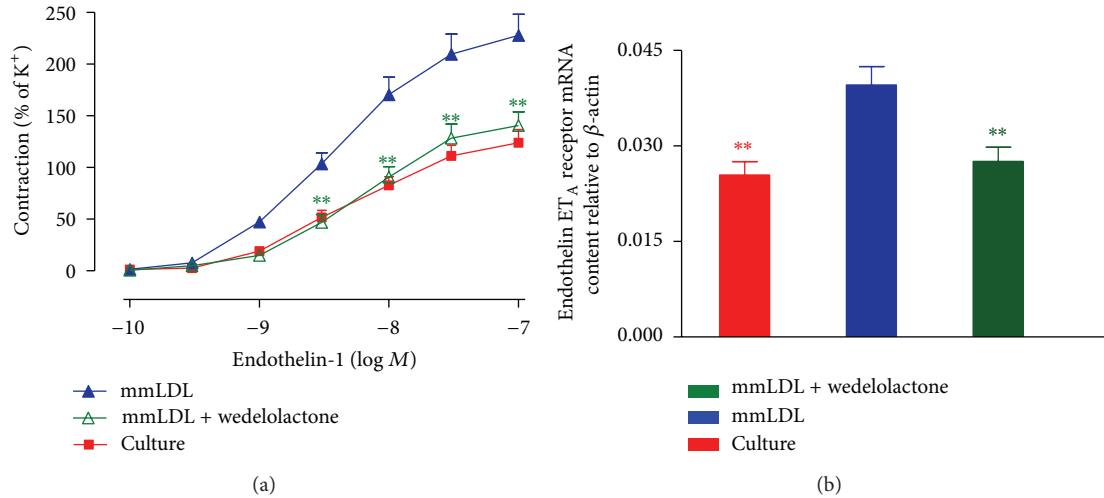 250
200
150
100
50
0
Contraction (% of K⁺)
**
**
**
**
−10
−9
−8
−7
Endothelin-1 (log M)
mmLDL
mmLDL + wedelolactone
Culture
(a)
Endothelin ET_A receptor mRNA
content relative to β-actin
0.045
0.030
0.015
0.000
**
**
mmLDL + wedelolactone
mmLDL
Culture
(b)